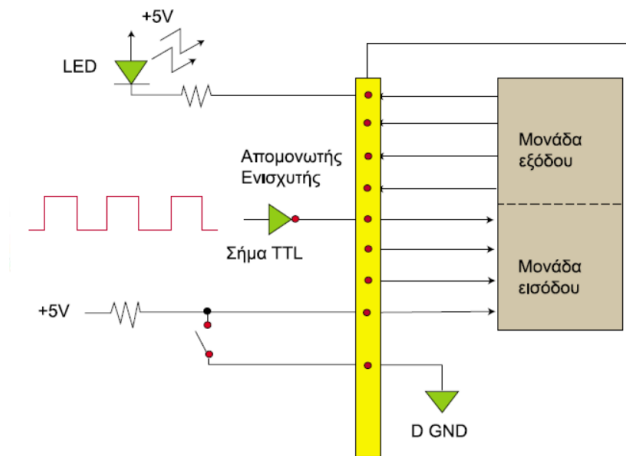 +5V
LED
Απομονωτής
Ενισχυτής
Μονάδα
εξόδου
Σήμα TTL
Μονάδα
εισόδου
+5V
D GND